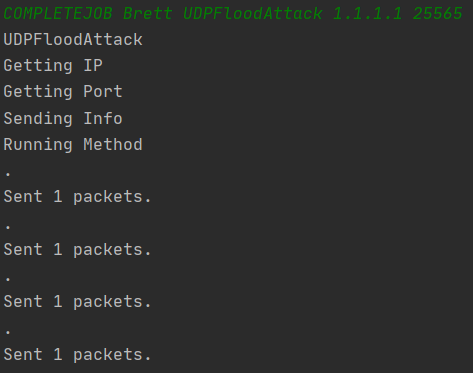 COMPLETEJOB Brett UDPFloodAttack 1.1.1.1 25565
UDPFloodAttack
Getting IP
Getting Port
Sending Info
Running Method
.
Sent 1 packets.
.
Sent 1 packets.
.
Sent 1 packets.
.
Sent 1 packets.